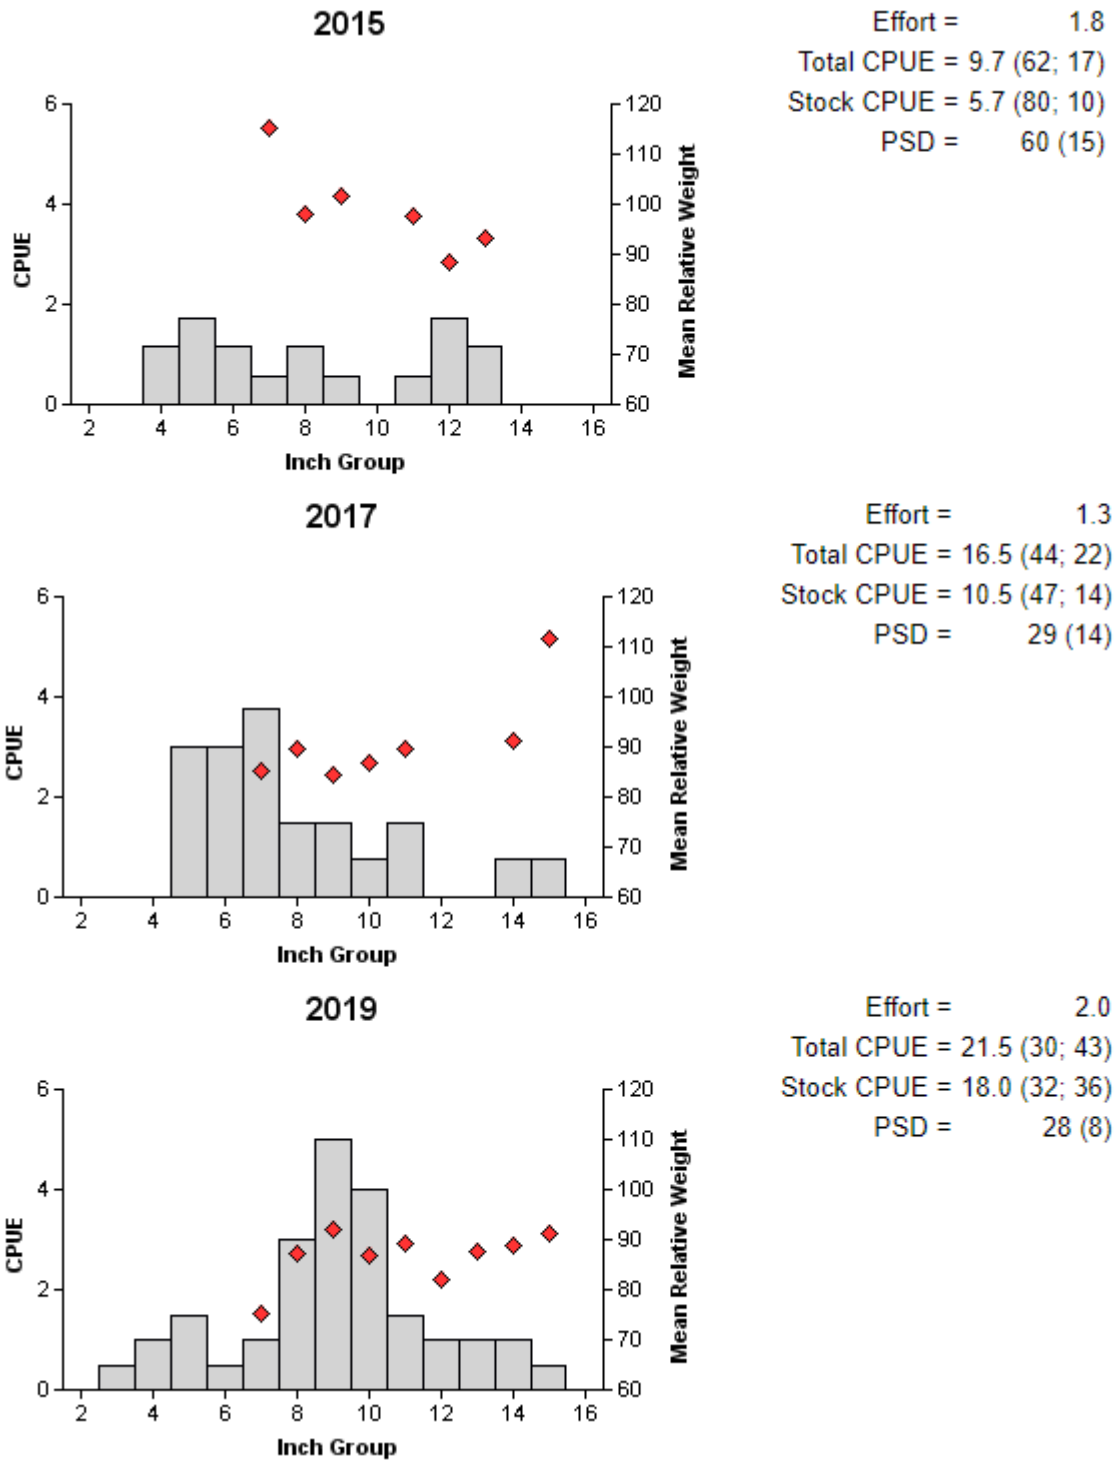 2015
Effort = 1.8
Total CPUE = 9.7 (62; 17)
Stock CPUE = 5.7 (80; 10)
PSD = 60 (15)
6 120
110
4 100
90
2 80
70
0 60
CPUE
Mean Relative Weight
2 4 6 8 10 12 14 16
Inch Group
2017
Effort = 1.3
Total CPUE = 16.5 (44; 22)
Stock CPUE = 10.5 (47; 14)
PSD = 29 (14)
6 120
110
4 100
90
2 80
70
0 60
CPUE
Mean Relative Weight
2 4 6 8 10 12 14 16
Inch Group
2019
Effort = 2.0
Total CPUE = 21.5 (30; 43)
Stock CPUE = 18.0 (32; 36)
PSD = 28 (8)
6 120
110
4 100
90
2 80
70
0 60
CPUE
Mean Relative Weight
2 4 6 8 10 12 14 16
Inch Group